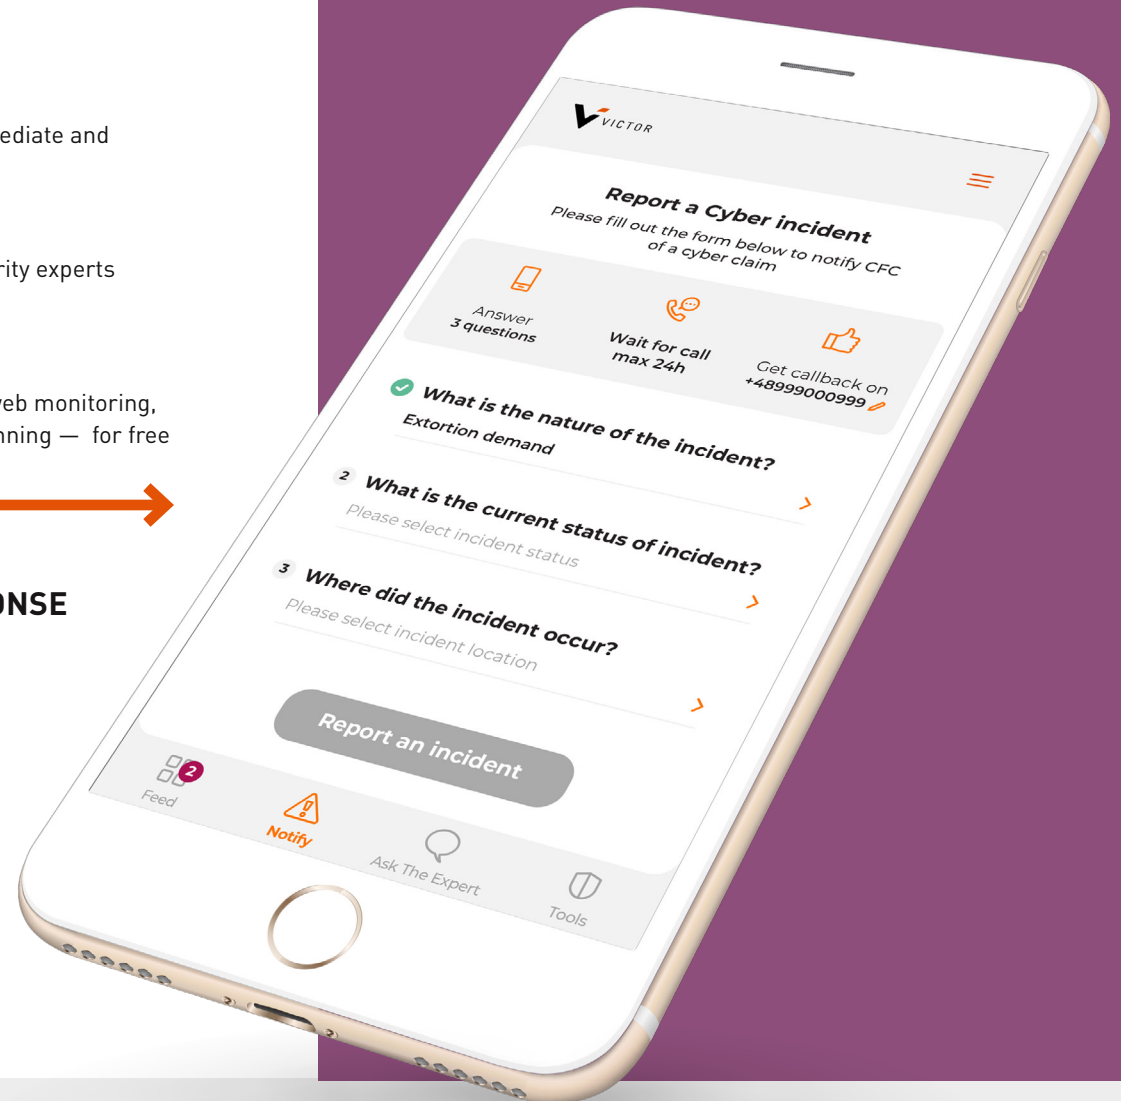 ediate and
rity experts
web monitoring,
nning — for free
ONSE
VICTOR
Report a Cyber incident
Please fill out the form below to notify CFC
of a cyber claim
Answer
3 questions
Wait for call
max 24h
Get callback on
+48999000999
What is the nature of the incident?
Extortion demand
2 What is the current status of incident?
Please select incident status
3 Where did the incident occur?
Please select incident location
Report an incident
2
Feed
Notify
Ask The Expert
Tools